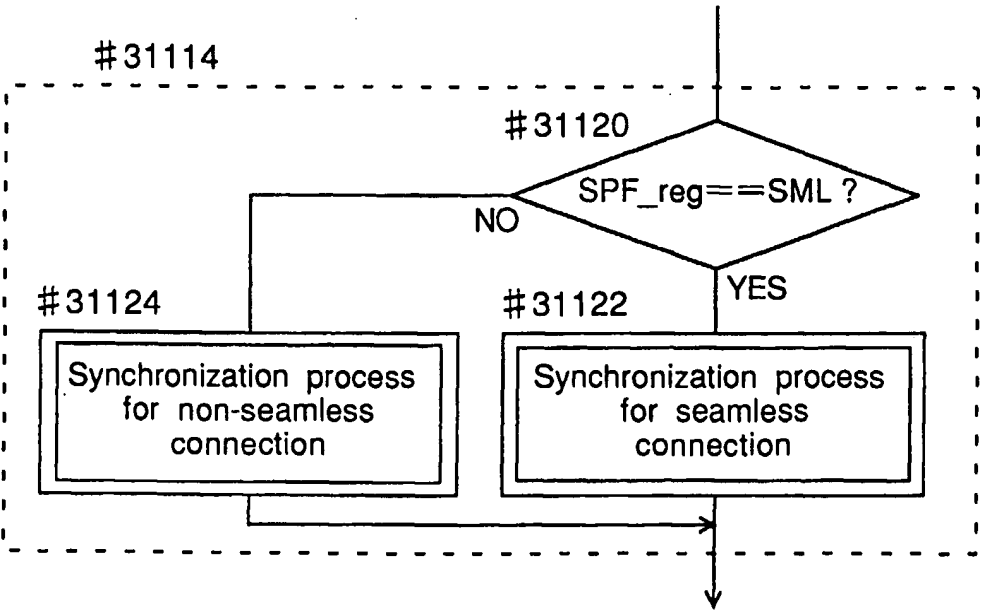 #31114
#31120
SPF_reg==SML ?
NO
YES
#31124
#31122
Synchronization process
for non-seamless
connection
Synchronization process
for seamless
connection